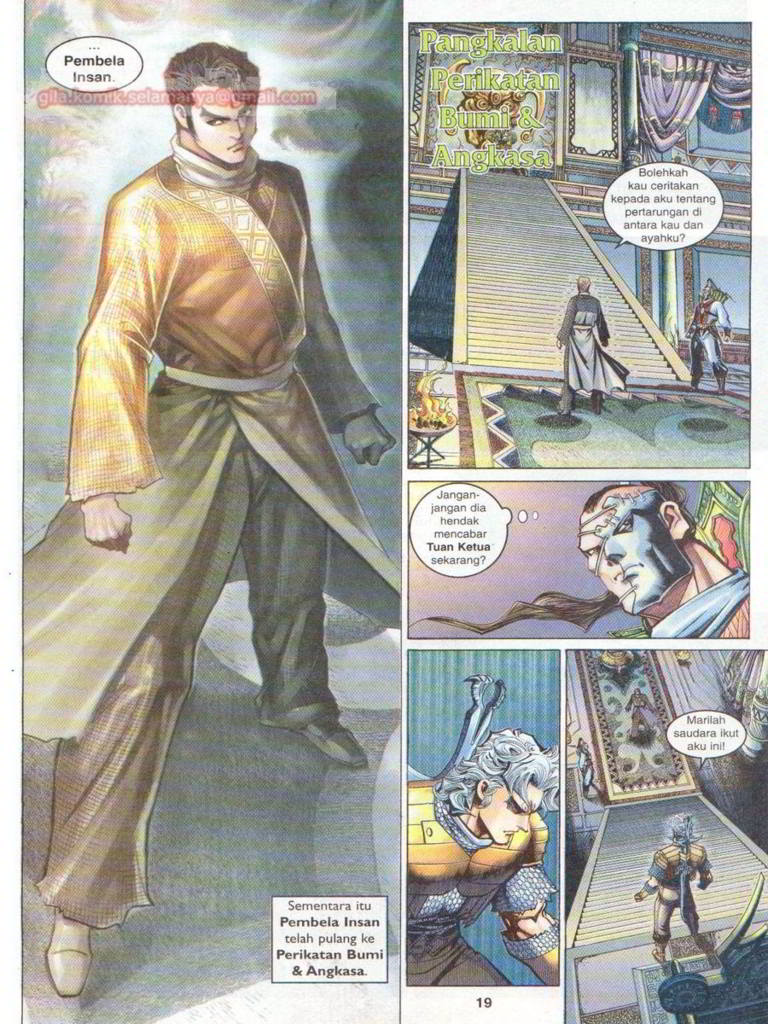 ...
Pembela
Insan.
gila.komik.selamanya@gmail.com
Sementara itu
Pembela Insan
telah pulang ke
Perikatan Bumi
& Angkasa.
Pangkalan
Perikatan
Bumi &
Angkasa
Bolehkah
kau ceritakan
kepada aku tentang
pertarungan di
antara kau dan
ayahku?
Jangan-
jangan dia
hendak
mencabar
Tuan Ketua
sekarang?
Marilah
saudara ikut
aku ini!
19